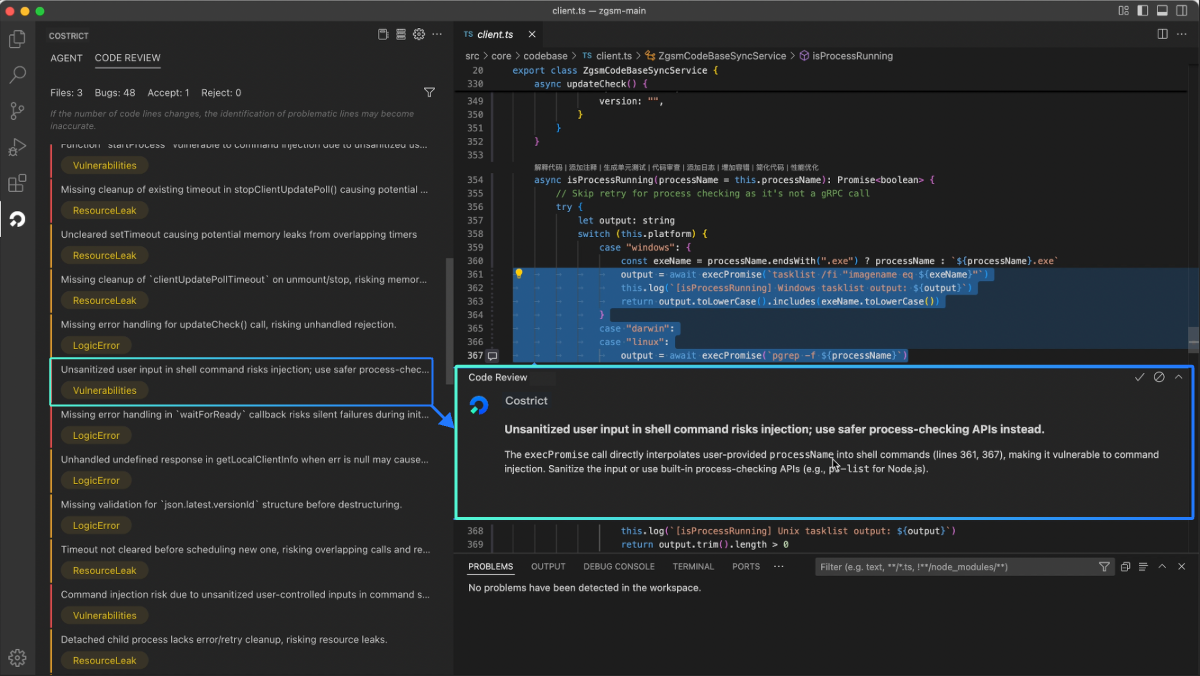 client.ts — zgsm-main
COSTRICT
AGENT CODE REVIEW
Files: 3 Bugs: 48 Accept: 1 Reject: 0
If the number of code lines changes, the identification of problematic lines may become
inaccurate.
Function `startProcess` vulnerable to command injection due to unsanitized us...
Vulnerabilities
Missing cleanup of existing timeout in stopClientUpdatePoll() causing potential ...
ResourceLeak
Uncleared setTimeout causing potential memory leaks from overlapping timers
ResourceLeak
Missing cleanup of `clientUpdatePollTimeout` on unmount/stop, risking memor...
ResourceLeak
Missing error handling for updateCheck() call, risking unhandled rejection.
LogicError
Unsanitized user input in shell command risks injection; use safer process-chec...
Vulnerabilities
Missing error handling in `waitForReady` callback risks silent failures during init...
LogicError
Unhandled undefined response in getLocalClientInfo when err is null may cause...
LogicError
Missing validation for `json.latest.versionId` structure before destructuring.
LogicError
Timeout not cleared before scheduling new one, risking overlapping calls and re...
ResourceLeak
Command injection risk due to unsanitized user-controlled inputs in command s...
Vulnerabilities
Detached child process lacks error/retry cleanup, risking resource leaks.
ResourceLeak
TS client.ts ×
src > core > codebase > TS client.ts > ZgsmCodeBaseSyncService > isProcessRunning
20 export class ZgsmCodeBaseSyncService {
330 async updateCheck() {
349 version: "",
350 }
351 }
352 }
353
解释代码 | 添加注释 | 生成单元测试 | 代码审查 | 添加日志 | 增加容错 | 简化代码 | 性能优化
354 async isProcessRunning(processName = this.processName): Promise<boolean> {
355 // Skip retry for process checking as it's not a gRPC call
356 try {
357 let output: string
358 switch (this.platform) {
359 case "windows": {
360 const exeName = processName.endsWith(".exe") ? processName : `${processName}.exe`
361 output = await execPromise(`tasklist /fi "imagename eq ${exeName}"`)
362 this.log(`[isProcessRunning] Windows tasklist output: ${output}`)
363 return output.toLowerCase().includes(exeName.toLowerCase())
364 }
365 case "darwin":
366 case "linux":
367 output = await execPromise(`pgrep -f ${processName}`)
Code Review
Costrict
Unsanitized user input in shell command risks injection; use safer process-checking APIs instead.
The execPromise call directly interpolates user-provided processName into shell commands (lines 361, 367), making it vulnerable to command
injection. Sanitize the input or use built-in process-checking APIs (e.g., ps-list for Node.js).
368 this.log(`[isProcessRunning] Unix tasklist output: ${output}`)
369 return output.trim().length > 0
PROBLEMS OUTPUT DEBUG CONSOLE TERMINAL PORTS ··· Filter (e.g. text, **/*.ts, !**/node_modules/**)
No problems have been detected in the workspace.